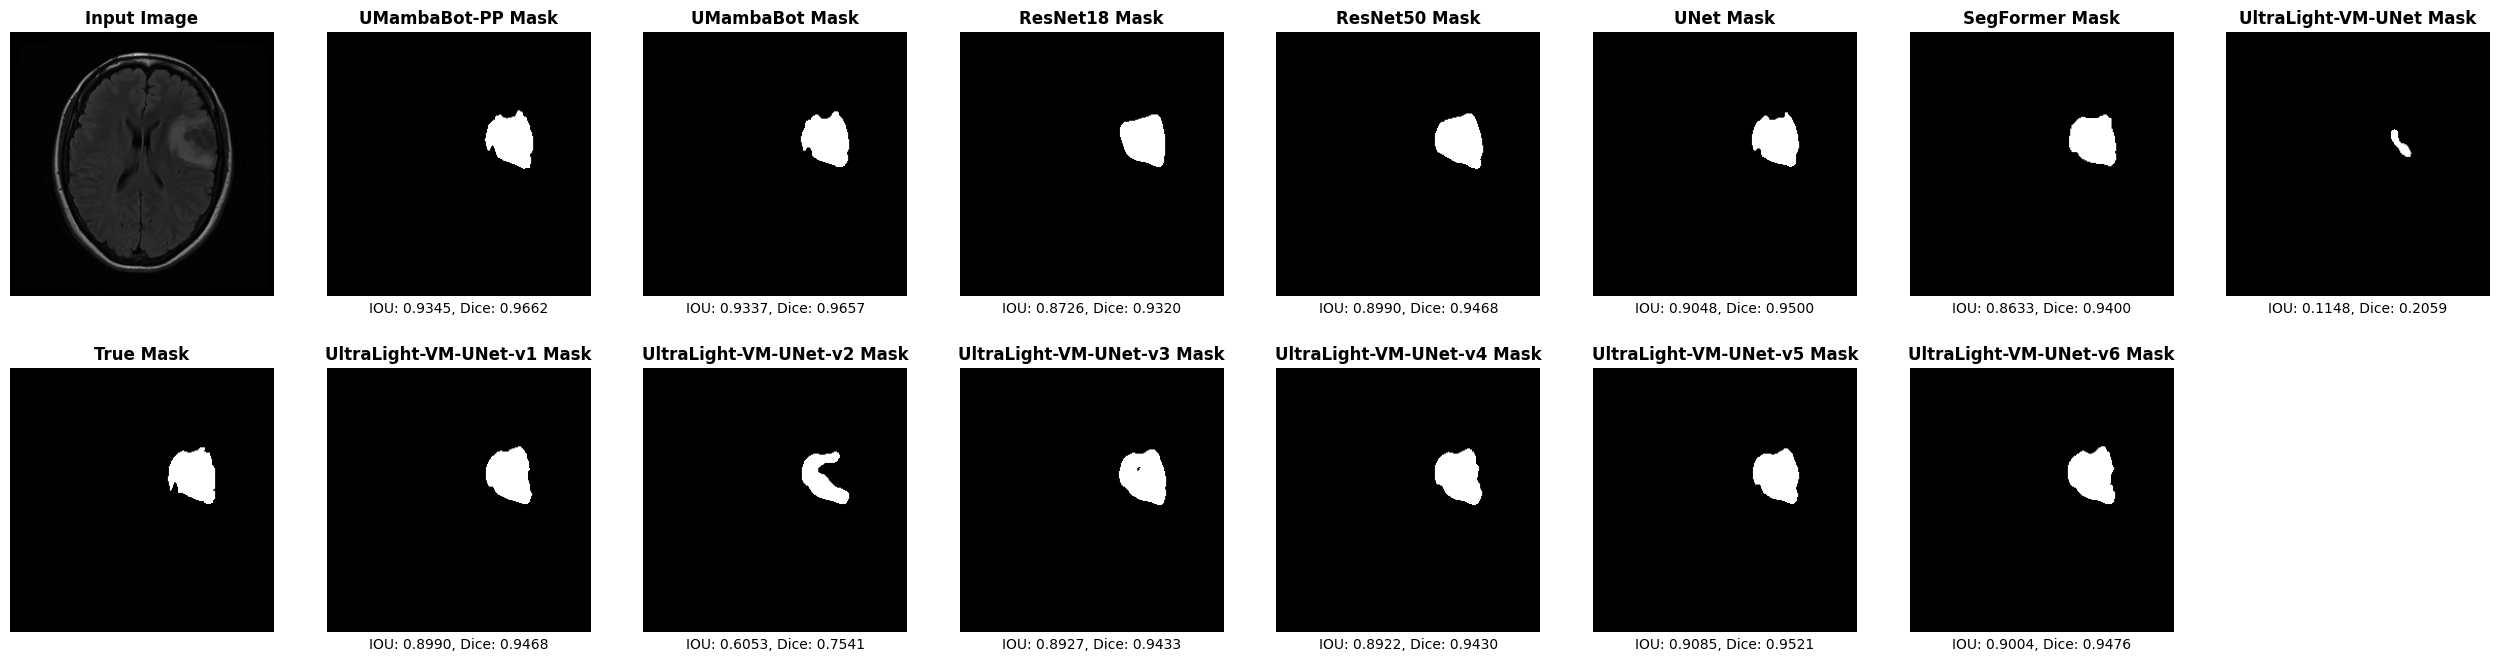 Input Image
UMambaBot-PP Mask
UMambaBot Mask
ResNet18 Mask
ResNet50 Mask
UNet Mask
SegFormer Mask
UltraLight-VM-UNet Mask
IOU: 0.9345, Dice: 0.9662
IOU: 0.9337, Dice: 0.9657
IOU: 0.8726, Dice: 0.9320
IOU: 0.8990, Dice: 0.9468
IOU: 0.9048, Dice: 0.9500
IOU: 0.8633, Dice: 0.9400
IOU: 0.1148, Dice: 0.2059
True Mask
UltraLight-VM-UNet-v1 Mask
UltraLight-VM-UNet-v2 Mask
UltraLight-VM-UNet-v3 Mask
UltraLight-VM-UNet-v4 Mask
UltraLight-VM-UNet-v5 Mask
UltraLight-VM-UNet-v6 Mask
IOU: 0.8990, Dice: 0.9468
IOU: 0.6053, Dice: 0.7541
IOU: 0.8927, Dice: 0.9433
IOU: 0.8922, Dice: 0.9430
IOU: 0.9085, Dice: 0.9521
IOU: 0.9004, Dice: 0.9476